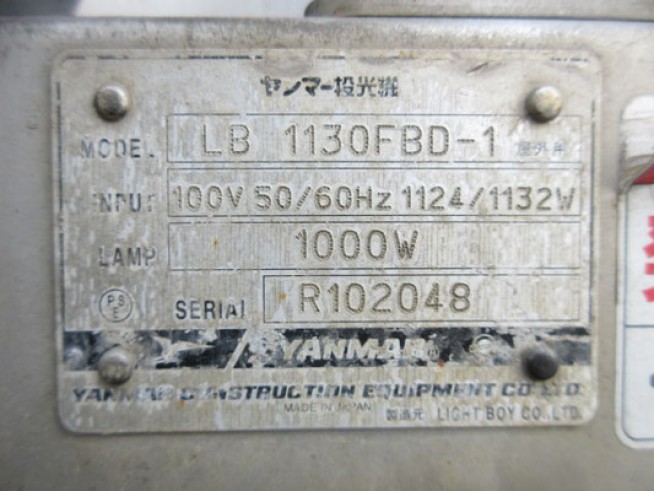 ヤンマー投光機
MODEL LB 1130FBD-1 屋外用
INPUT 100V 50/60Hz 1124/1132W
LAMP 1000W
PSE SERIAL R102048
YANMAR
YANMAR CONSTRUCTION EQUIPMENT CO.,LTD.
MADE IN JAPAN 製造元 LIGHT BOY CO.,LTD.